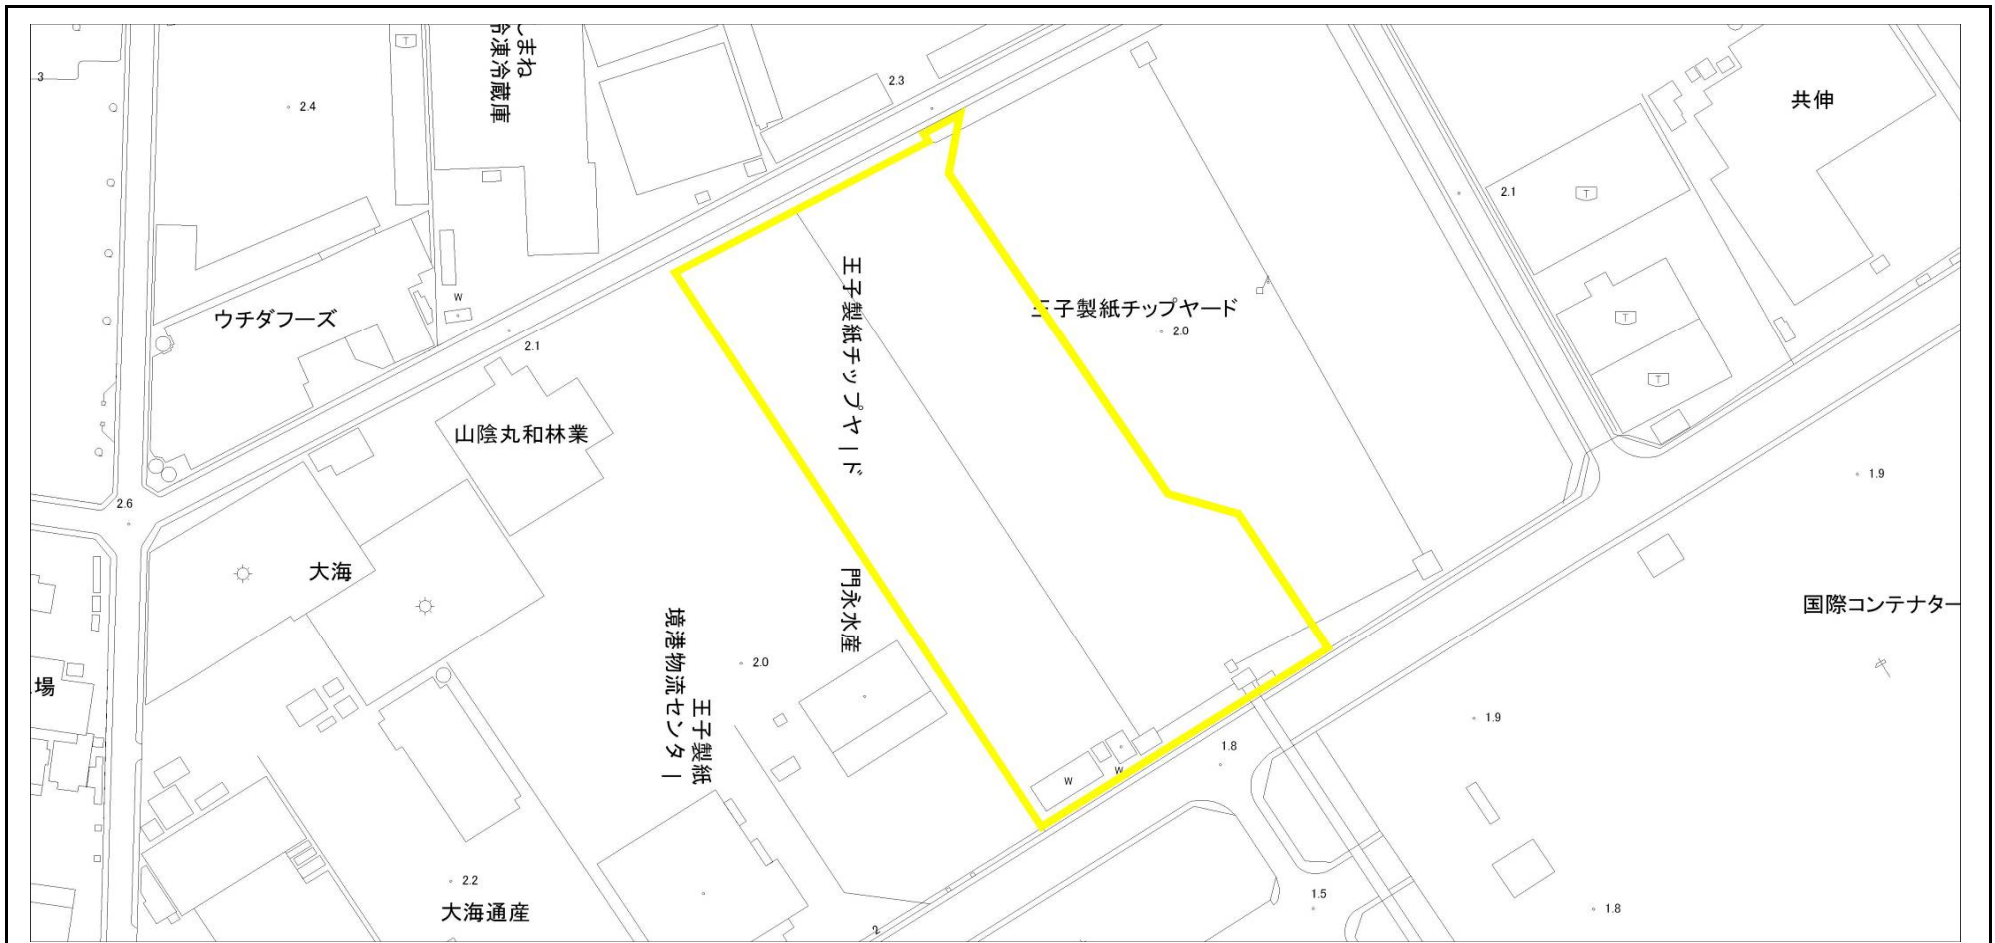 3
2.4
T
しまね
冷凍冷蔵庫
2.3
共伸
2.1
T
ウチダフーズ
W
2.1
王子製紙チップヤード
王子製紙チップヤード
2.0
T
T
山陰丸和林業
2.6
1.9
大海
門永水産
国際コンテナター
場
2.0
王子製紙
境港物流センター
1.9
1.8
W
W
2.2
大海通産
1.5
1.8
2